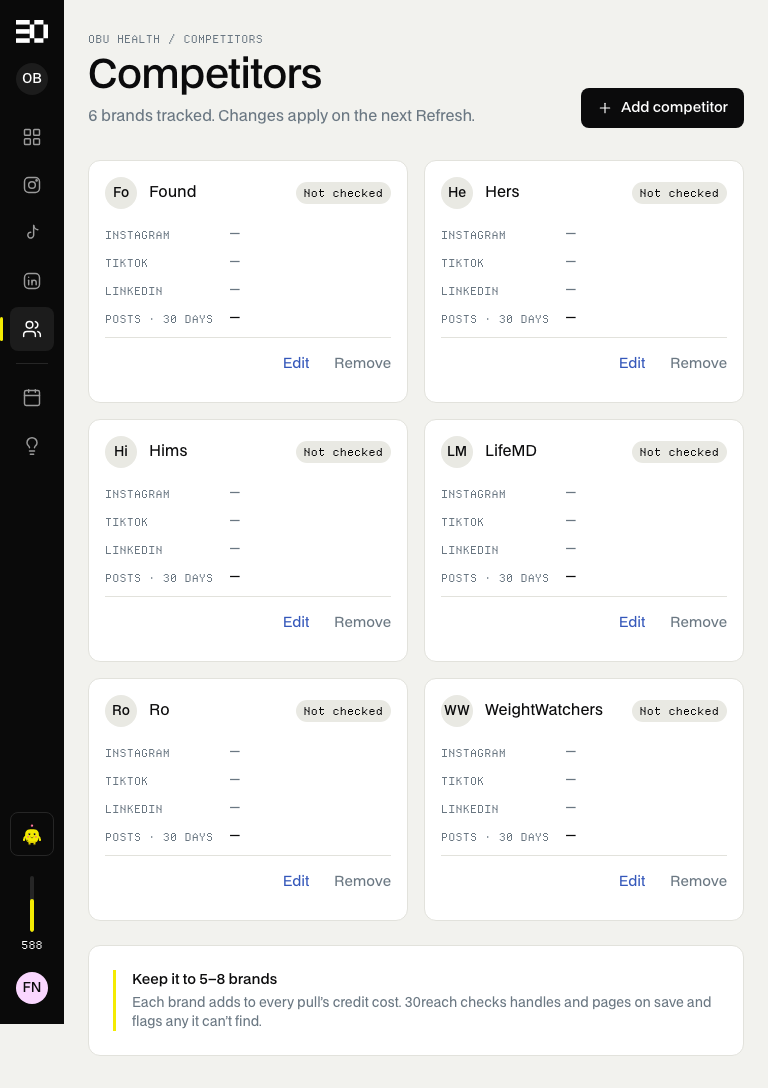 30
OB
OBU HEALTH / COMPETITORS
Competitors
6 brands tracked. Changes apply on the next Refresh.
+ Add competitor
Fo Found Not checked
INSTAGRAM —
TIKTOK —
LINKEDIN —
POSTS · 30 DAYS —
Edit Remove
He Hers Not checked
INSTAGRAM —
TIKTOK —
LINKEDIN —
POSTS · 30 DAYS —
Edit Remove
Hi Hims Not checked
INSTAGRAM —
TIKTOK —
LINKEDIN —
POSTS · 30 DAYS —
Edit Remove
LM LifeMD Not checked
INSTAGRAM —
TIKTOK —
LINKEDIN —
POSTS · 30 DAYS —
Edit Remove
Ro Ro Not checked
INSTAGRAM —
TIKTOK —
LINKEDIN —
POSTS · 30 DAYS —
Edit Remove
WW WeightWatchers Not checked
INSTAGRAM —
TIKTOK —
LINKEDIN —
POSTS · 30 DAYS —
Edit Remove
588
FN
Keep it to 5–8 brands
Each brand adds to every pull’s credit cost. 30reach checks handles and pages on save and
flags any it can’t find.